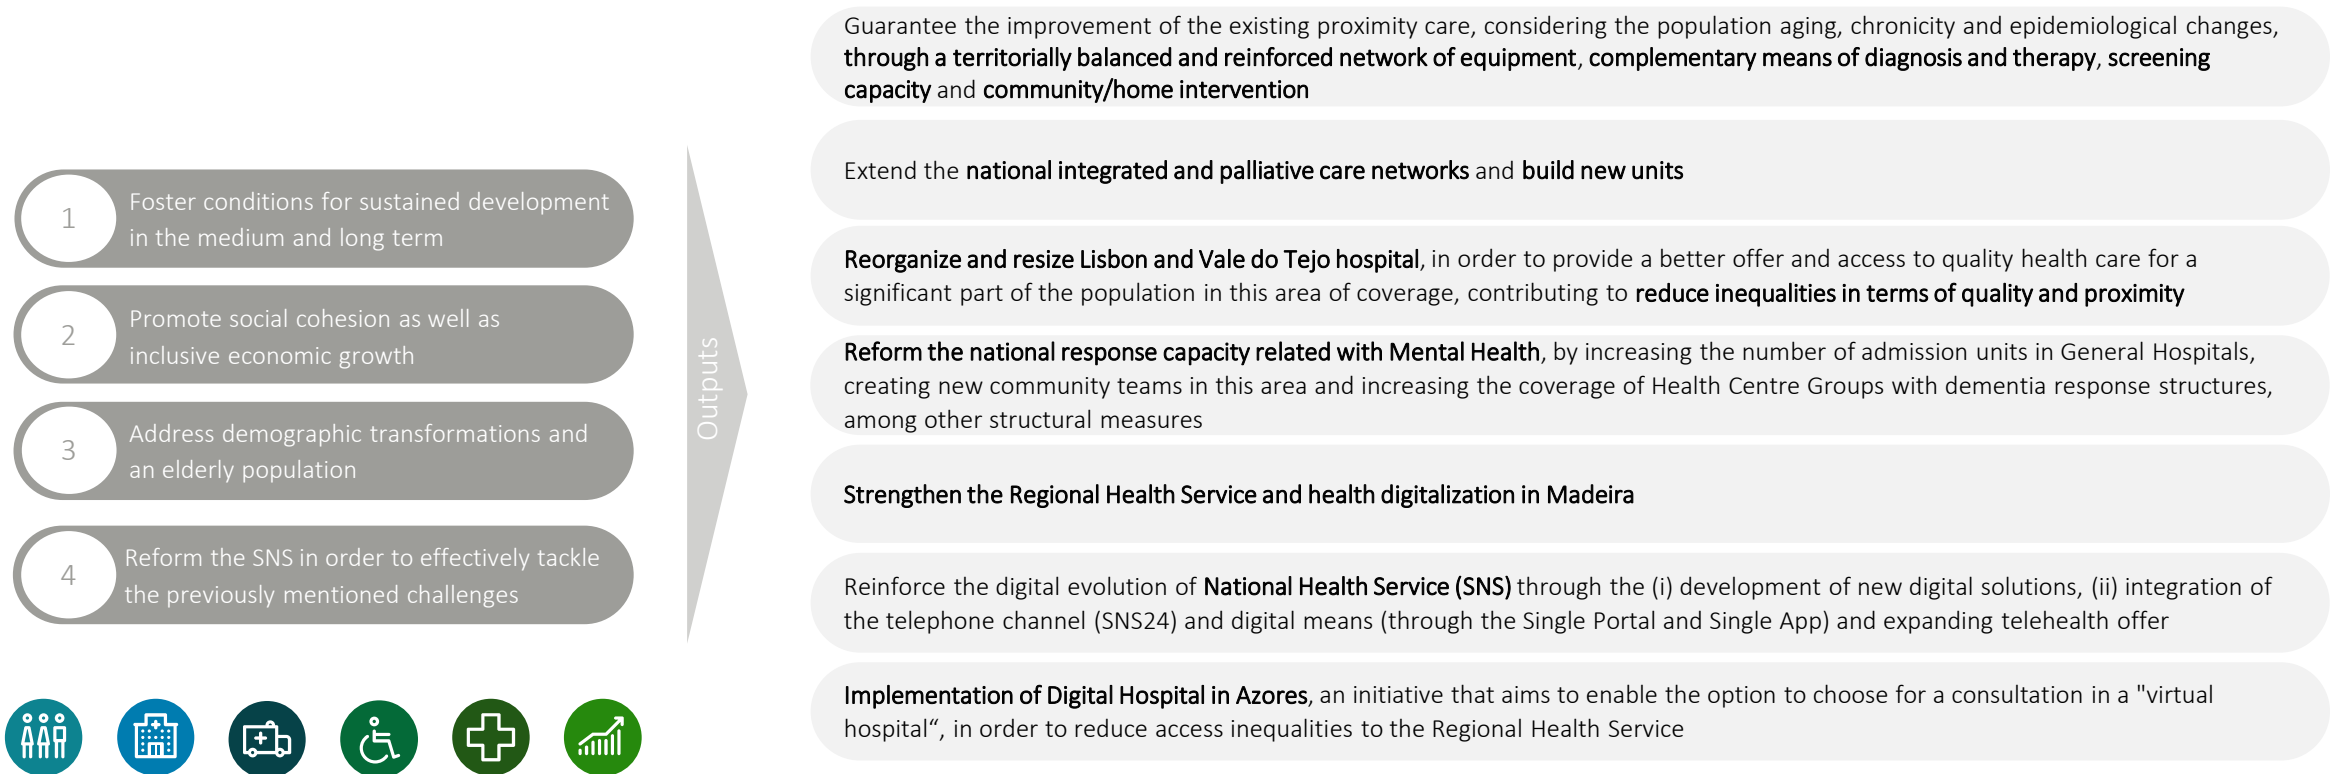 1
Foster conditions for sustained development
in the medium and long term
2
Promote social cohesion as well as
inclusive economic growth
3
Address demographic transformations and
an elderly population
4
Reform the SNS in order to effectively tackle
the previously mentioned challenges
Outputs
Guarantee the improvement of the existing proximity care, considering the population aging, chronicity and epidemiological changes,
through a territorially balanced and reinforced network of equipment, complementary means of diagnosis and therapy, screening
capacity and community/home intervention
Extend the national integrated and palliative care networks and build new units
Reorganize and resize Lisbon and Vale do Tejo hospital, in order to provide a better offer and access to quality health care for a
significant part of the population in this area of coverage, contributing to reduce inequalities in terms of quality and proximity
Reform the national response capacity related with Mental Health, by increasing the number of admission units in General Hospitals,
creating new community teams in this area and increasing the coverage of Health Centre Groups with dementia response structures,
among other structural measures
Strengthen the Regional Health Service and health digitalization in Madeira
Reinforce the digital evolution of National Health Service (SNS) through the (i) development of new digital solutions, (ii) integration of
the telephone channel (SNS24) and digital means (through the Single Portal and Single App) and expanding telehealth offer
Implementation of Digital Hospital in Azores, an initiative that aims to enable the option to choose for a consultation in a "virtual
hospital“, in order to reduce access inequalities to the Regional Health Service